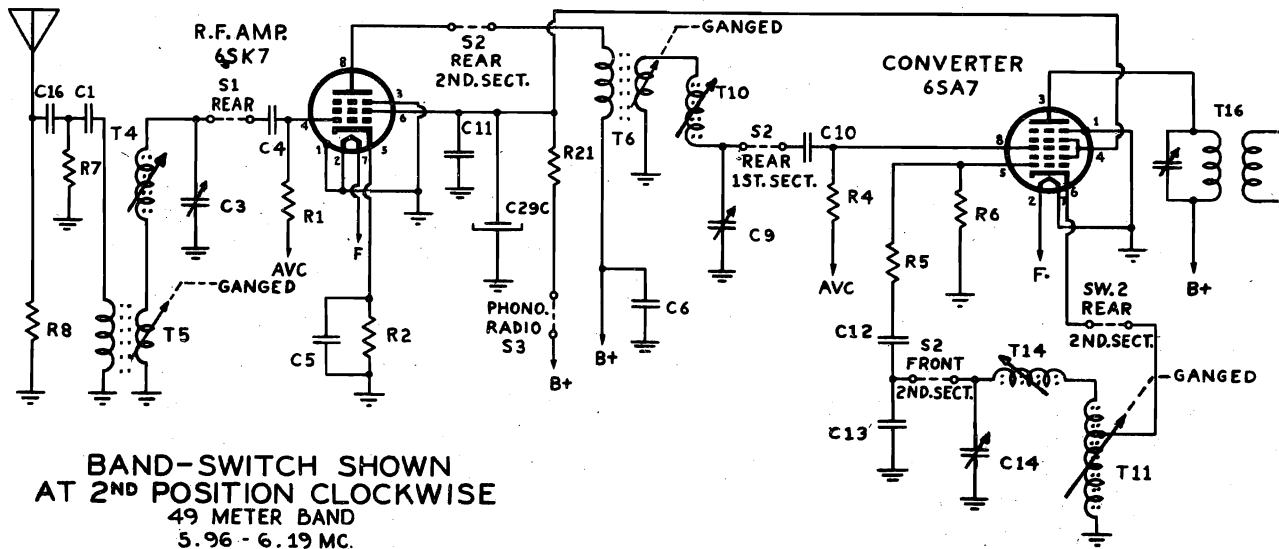 R.F. AMP.
6SK7
S1
REAR
C16
C1
T4
R7
C3
C4
R1
AVC
8
3
6
4
1
2
7
5
F
C11
C29C
S2
REAR
2ND. SECT.
GANGED
T6
T10
R21
PHONO.
RADIO
S3
B+
B+
C6
C9
S2
REAR
1ST. SECT.
C10
R4
AVC
CONVERTER
6SA7
3
1
8
4
5
6
2
7
F.
R6
R5
T16
B+
SW. 2
REAR
2ND. SECT.
C12
S2
FRONT
2ND. SECT.
T14
GANGED
C13
C14
T11
R8
GANGED
T5
C5
R2
BAND-SWITCH SHOWN
AT 2ND POSITION CLOCKWISE
49 METER BAND
5.96 - 6.19 MC.